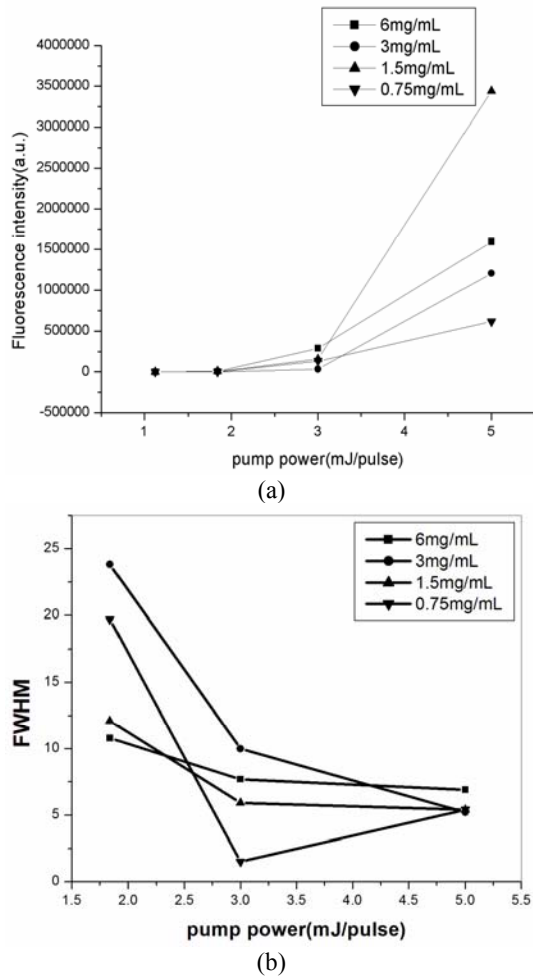 6mg/mL
3mg/mL
1.5mg/mL
0.75mg/mL
4000000
3500000
3000000
2500000
2000000
1500000
1000000
500000
0
-500000
Fluorescence intensity(a.u.)
1 2 3 4 5
pump power(mJ/pulse)
(a)
6mg/mL
3mg/mL
1.5mg/mL
0.75mg/mL
25
20
15
10
5
0
FWHM
1.5 2.0 2.5 3.0 3.5 4.0 4.5 5.0 5.5
pump power(mJ/pulse)
(b)